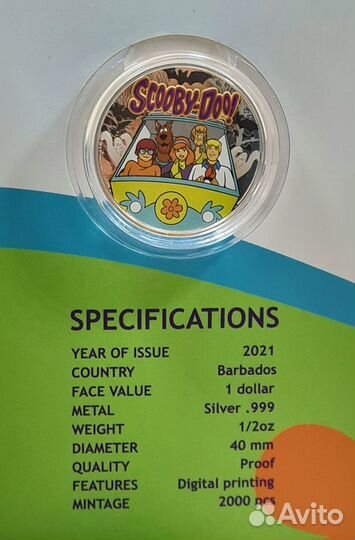 SCOOBY-DOO!
SPECIFICATIONS
YEAR OF ISSUE 2021
COUNTRY Barbados
FACE VALUE 1 dollar
METAL Silver .999
WEIGHT 1/2oz
DIAMETER 40 mm
QUALITY Proof
FEATURES Digital printing
MINTAGE 2000 pcs
Avito